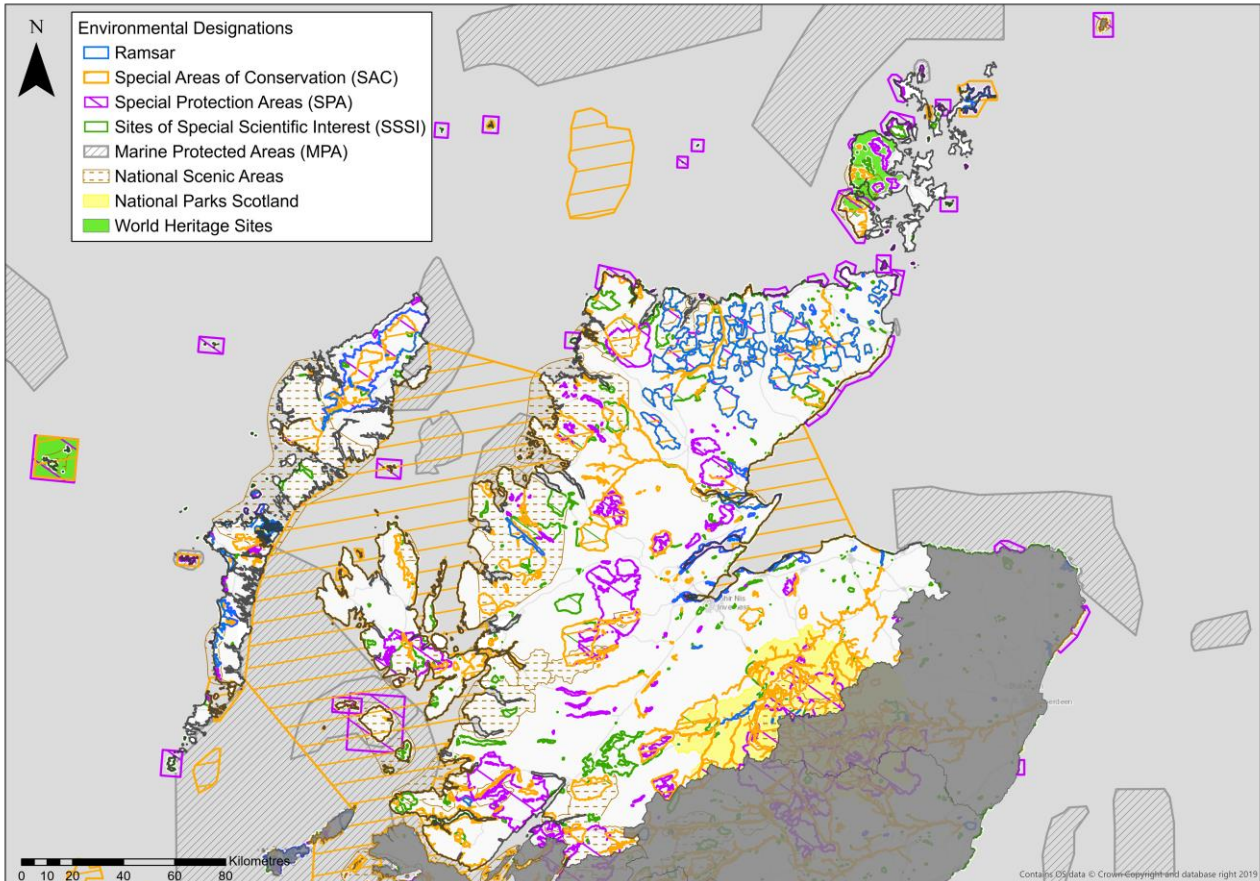 N
Environmental Designations
Ramsar
Special Areas of Conservation (SAC)
Special Protection Areas (SPA)
Sites of Special Scientific Interest (SSSI)
Marine Protected Areas (MPA)
National Scenic Areas
National Parks Scotland
World Heritage Sites
Kilometres
0 10 20 40 60 80
Contains OS data © Crown Copyright and database right 2019